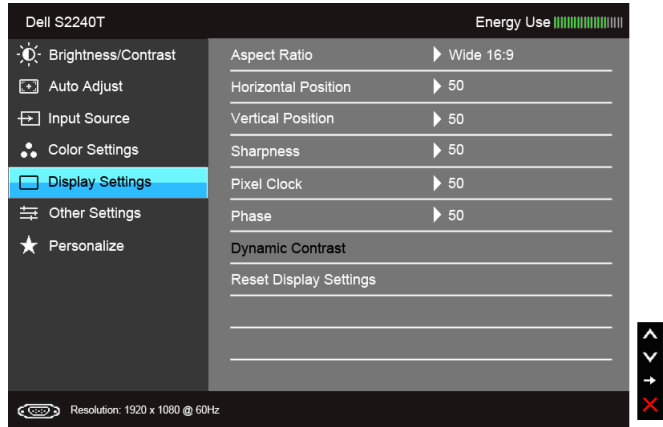 Dell S2240T
Energy Use
Brightness/Contrast
Auto Adjust
Input Source
Color Settings
Display Settings
Other Settings
Personalize
Aspect Ratio Wide 16:9
Horizontal Position 50
Vertical Position 50
Sharpness 50
Pixel Clock 50
Phase 50
Dynamic Contrast
Reset Display Settings
Resolution: 1920 x 1080 @ 60Hz